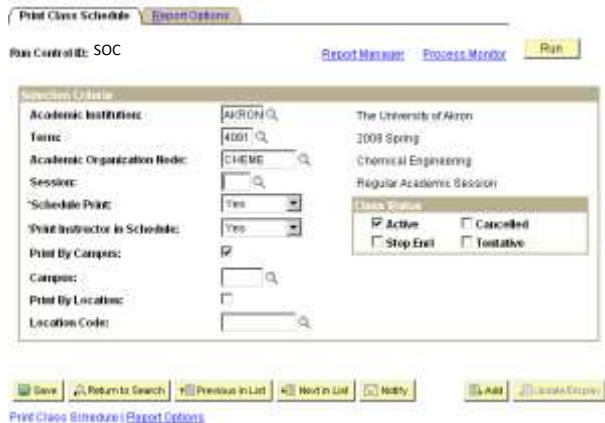 Print Class Schedule Report Options
Run Control ID: SOC Report Manager Process Monitor Run
Selection Criteria
Academic Institution: AKRON The University of Akron
Term: 4081 2008 Spring
Academic Organization Node: CHEME Chemical Engineering
Session: Regular Academic Session
*Schedule Print: Yes Class Status
*Print Instructor in Schedule: Yes Active Cancelled
Print By Campus: Stop Enrl Tentative
Campus:
Print By Location:
Location Code:
Save Return to Search Previous in List Next in List Notify Add Update/Display
Print Class Schedule | Report Options